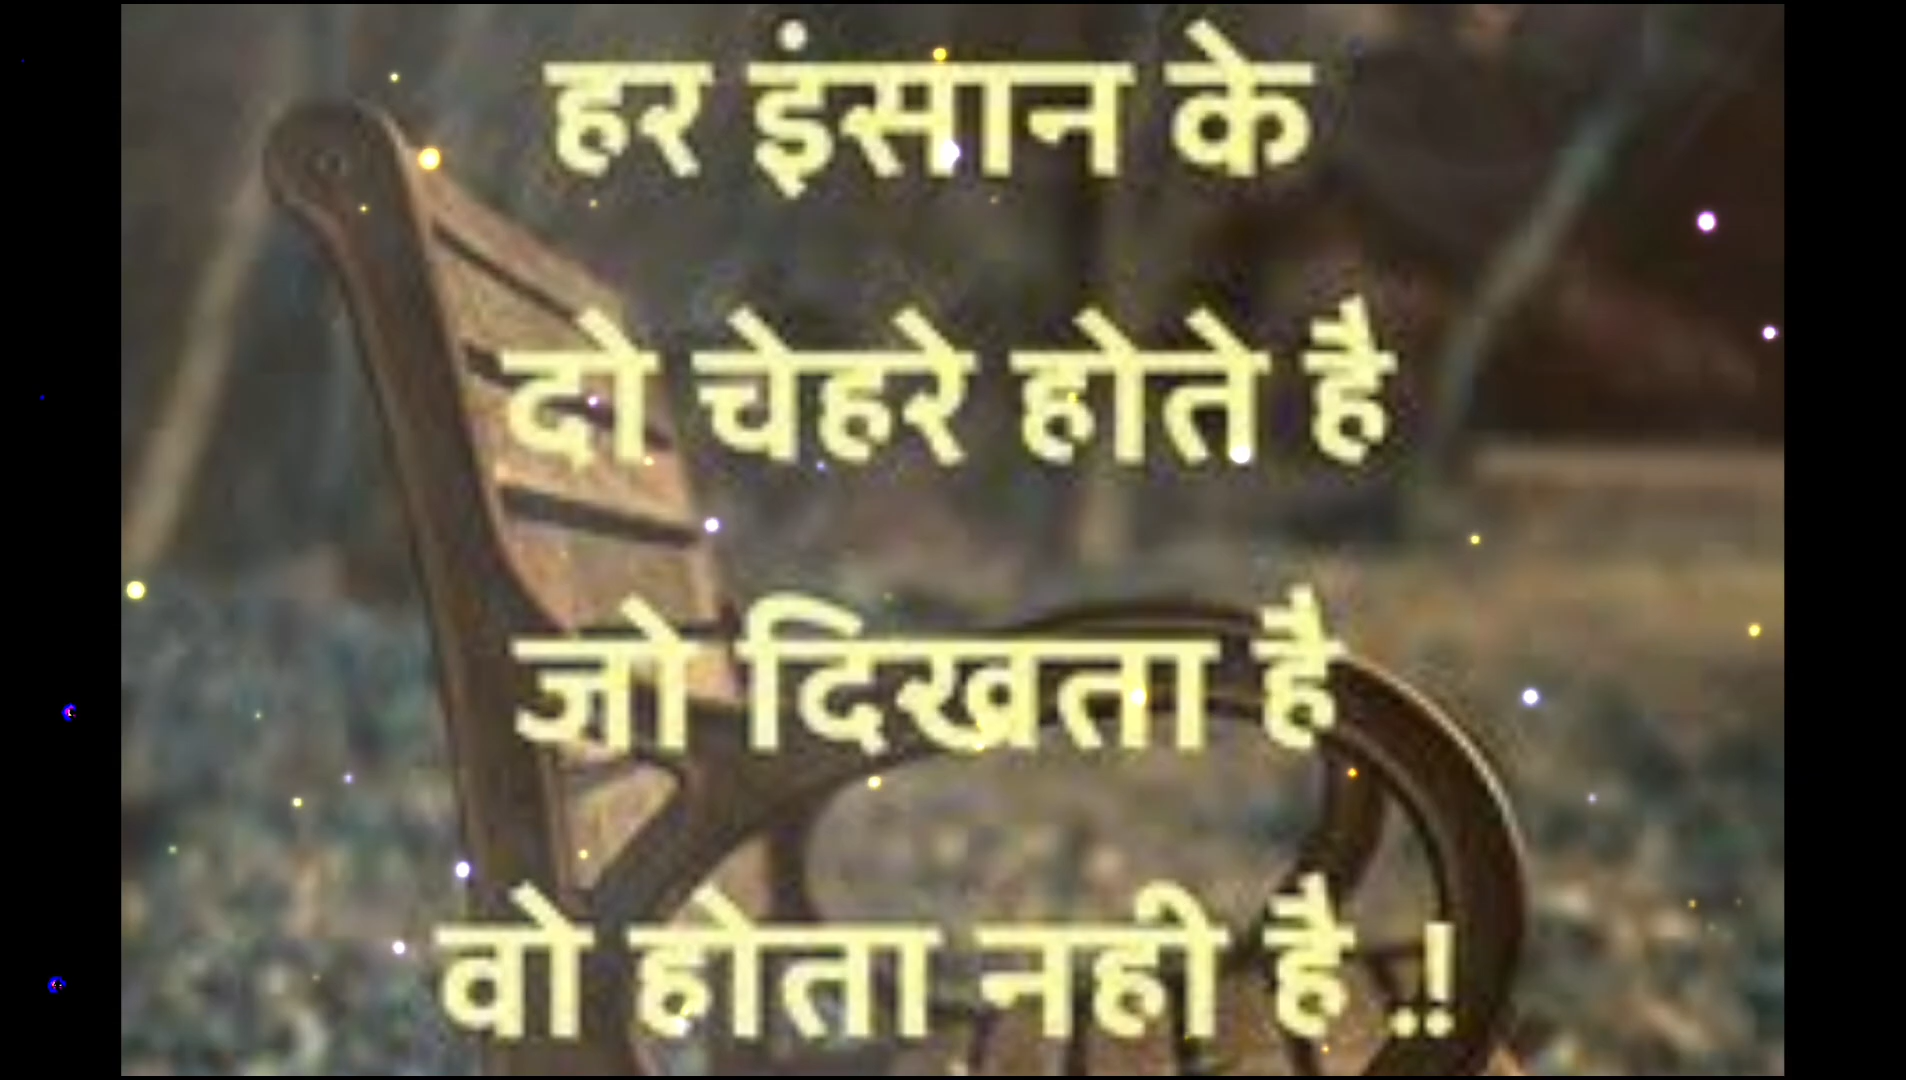 हर इंसान के
दो चेहरे होते है
जो दिखता है
वो होता नही है .!